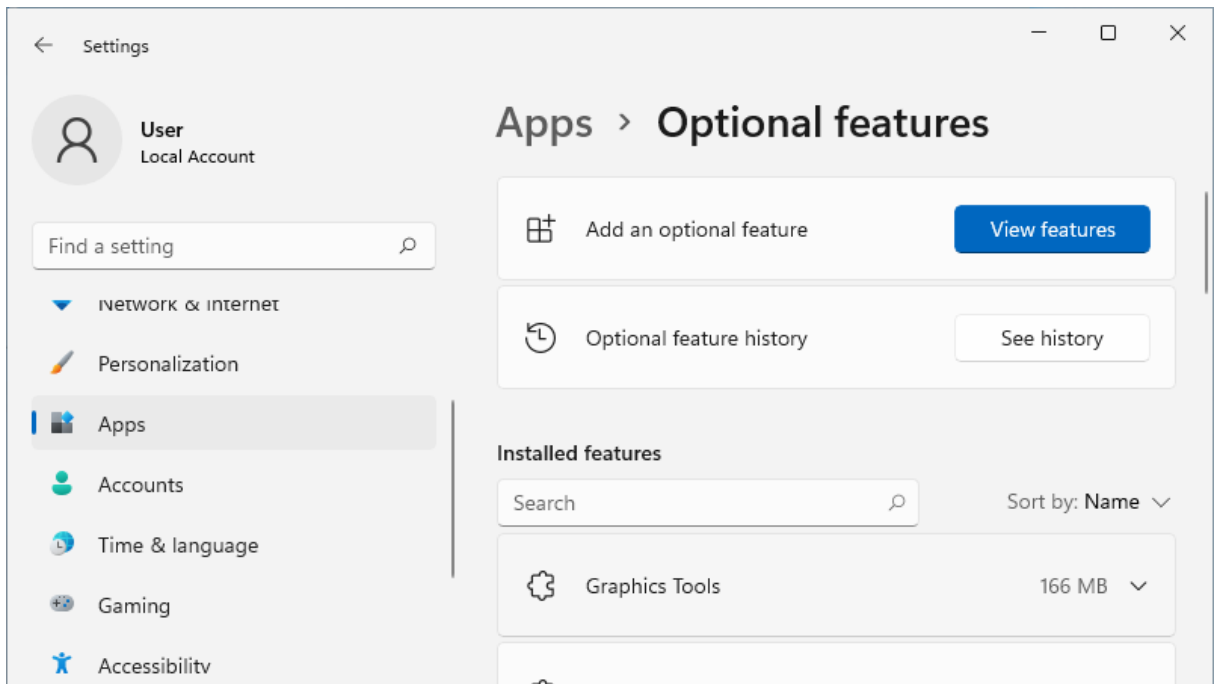 Settings
User
Local Account
Find a setting
Network & internet
Personalization
Apps
Accounts
Time & language
Gaming
Accessibility
Apps > Optional features
Add an optional feature
View features
Optional feature history
See history
Installed features
Search
Sort by: Name
Graphics Tools
166 MB